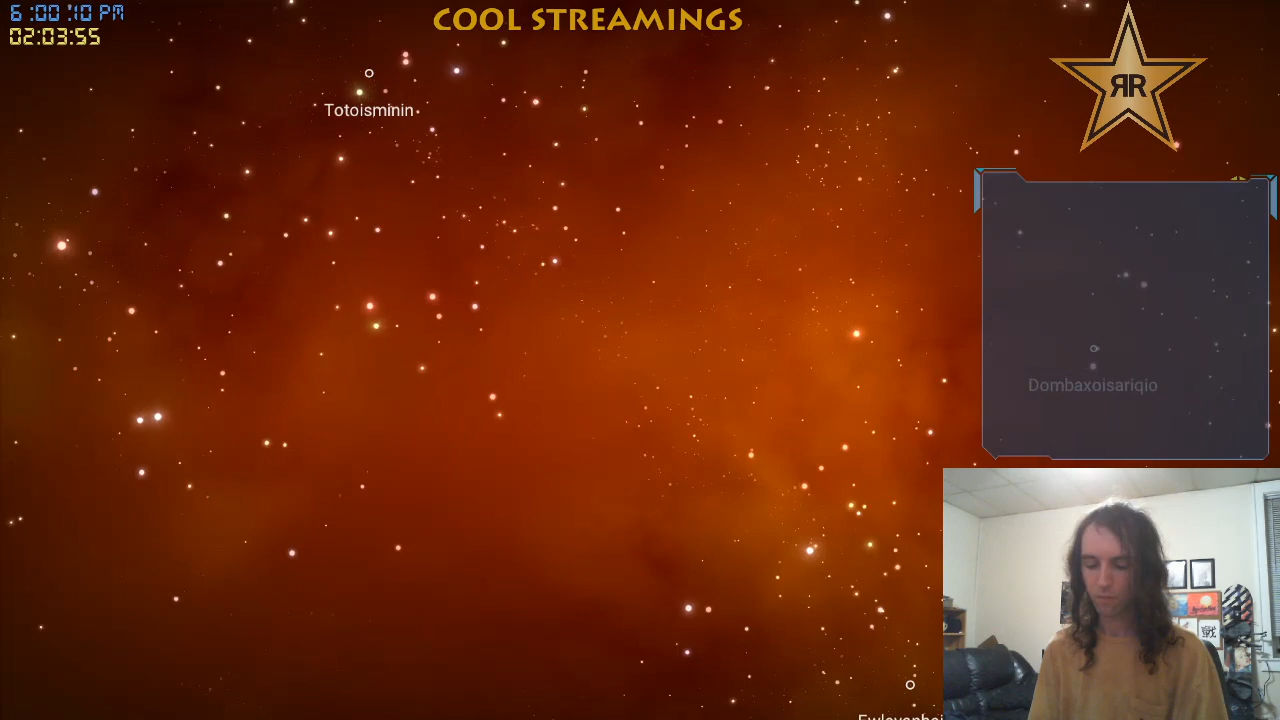 6:00:10 PM
COOL STREAMINGS
02:03:55
RR
Totoisminin
Dombaxoisariqio